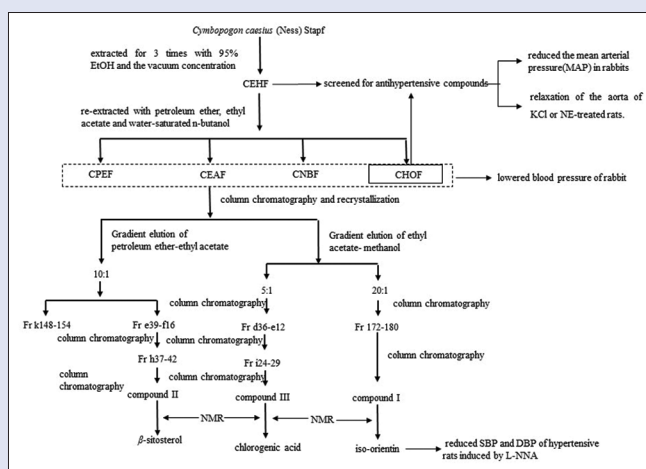 Cymbopogon caesius (Ness) Stapf
extracted for 3 times with 95%
EtOH and the vacuum concentration
CEHF
screened for antihypertensive compounds
reduced the mean arterial
pressure(MAP) in rabbits
relaxation of the aorta of
KCl or NE-treated rats.
re-extracted with petroleum ether, ethyl
acetate and water-saturated n-butanol
CPEF
CEAF
CNBF
CHOF
lowered blood pressure of rabbit
column chromatography and recrystallization
Gradient elution of
petroleum ether-ethyl acetate
Gradient elution of ethyl
acetate- methanol
10:1
5:1
20:1
column chromatography
column chromatography
Fr k148-154
Fr e39-f16
Fr d36-e12
Fr 172-180
column chromatography
column chromatography
column chromatography
Fr h37-42
Fr i24-29
column
chromatography
column chromatography
compound II
compound III
compound I
NMR
NMR
β-sitosterol
chlorogenic acid
iso-orientin
reduced SBP and DBP of hypertensive
rats induced by L-NNA